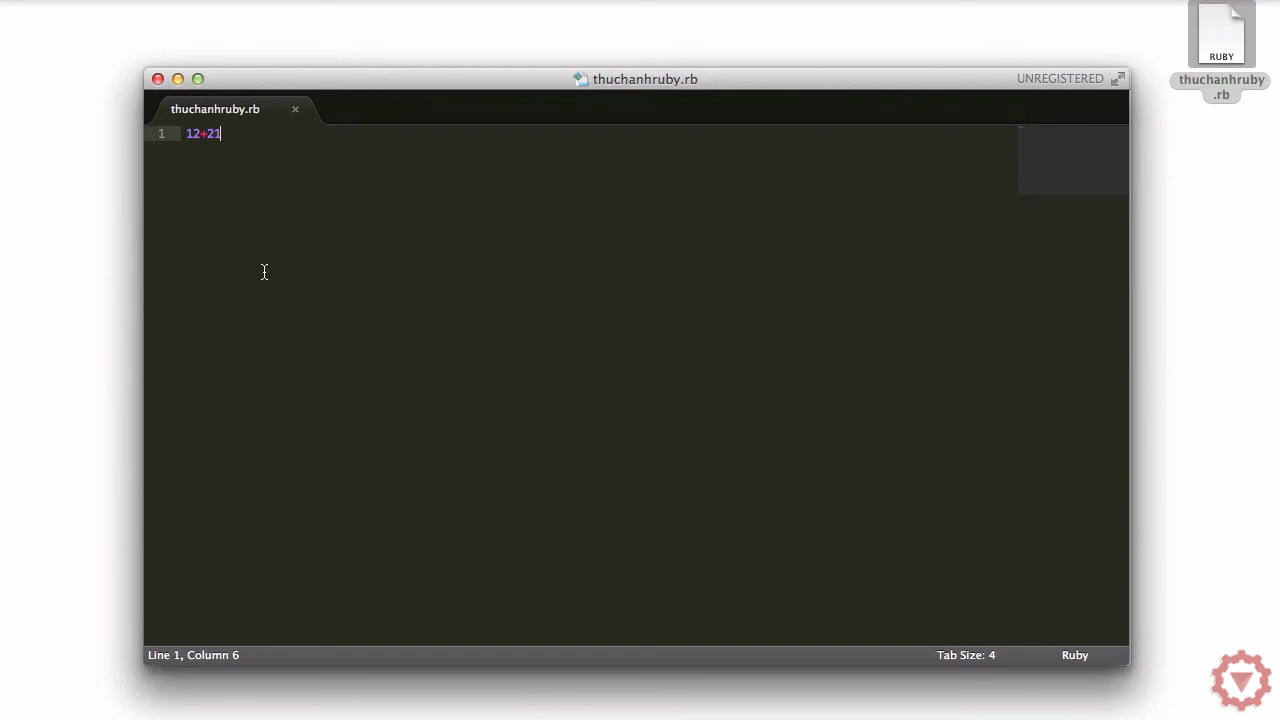 RUBY
thuchanhruby
.rb
thuchanhruby.rb
UNREGISTERED
thuchanhruby.rb ×
1 12+21
Line 1, Column 6
Tab Size: 4
Ruby